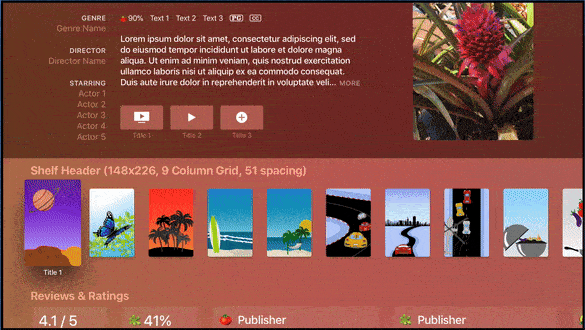 GENRE
Genre Name
DIRECTOR
Director Name
STARRING
Actor 1
Actor 2
Actor 3
Actor 4
Actor 5
90% Text 1 Text 2 Text 3 PG CC
Lorem ipsum dolor sit amet, consectetur adipiscing elit, sed
do eiusmod tempor incididunt ut labore et dolore magna
aliqua. Ut enim ad minim veniam, quis nostrud exercitation
ullamco laboris nisi ut aliquip ex ea commodo consequat.
Duis aute irure dolor in reprehenderit in voluptate veli... MORE
Title 1 Title 2 Title 3
Shelf Header (148x226, 9 Column Grid, 51 spacing)
Title 1
Reviews & Ratings
4.1 / 5 41% Publisher Publisher